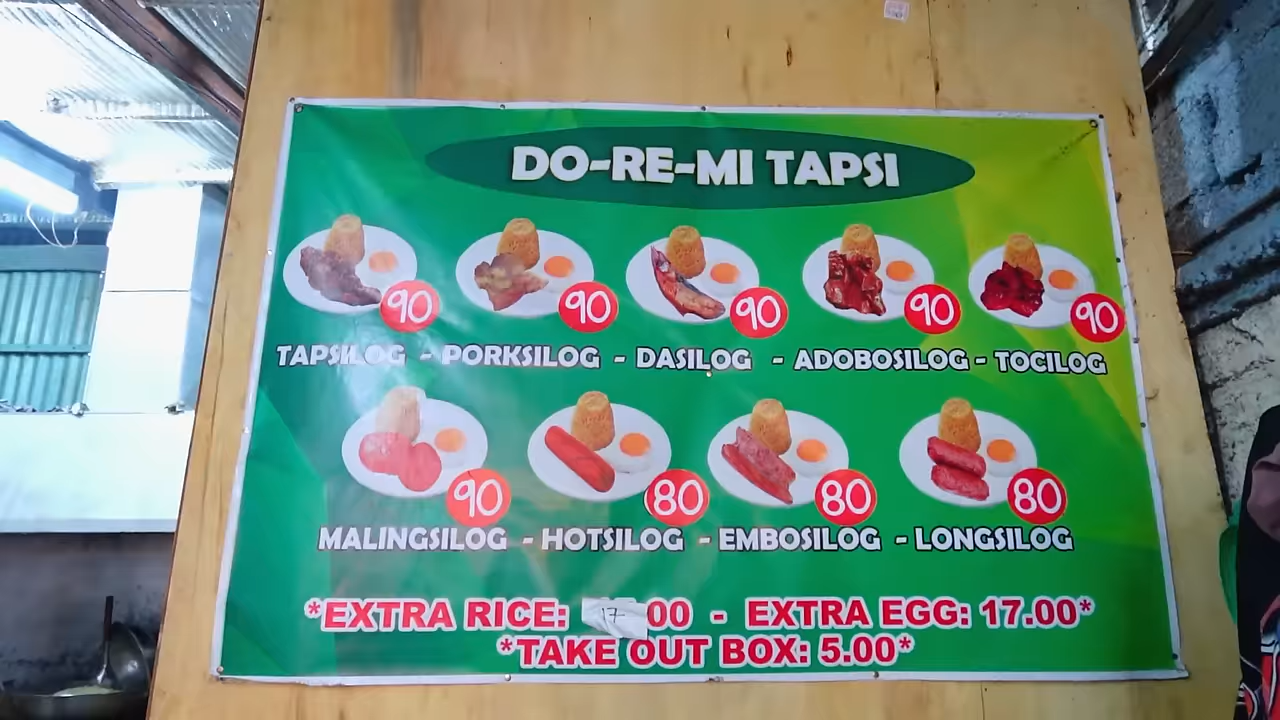 DO-RE-MI TAPSI
90 90 90 90 90
TAPSILOG - PORKSILOG - DASILOG - ADOBOSILOG - TOCILOG
90 80 80 80
MALINGSILOG - HOTSILOG - EMBOSILOG - LONGSILOG
*EXTRA RICE: 17 .00 - EXTRA EGG: 17.00*
*TAKE OUT BOX: 5.00*